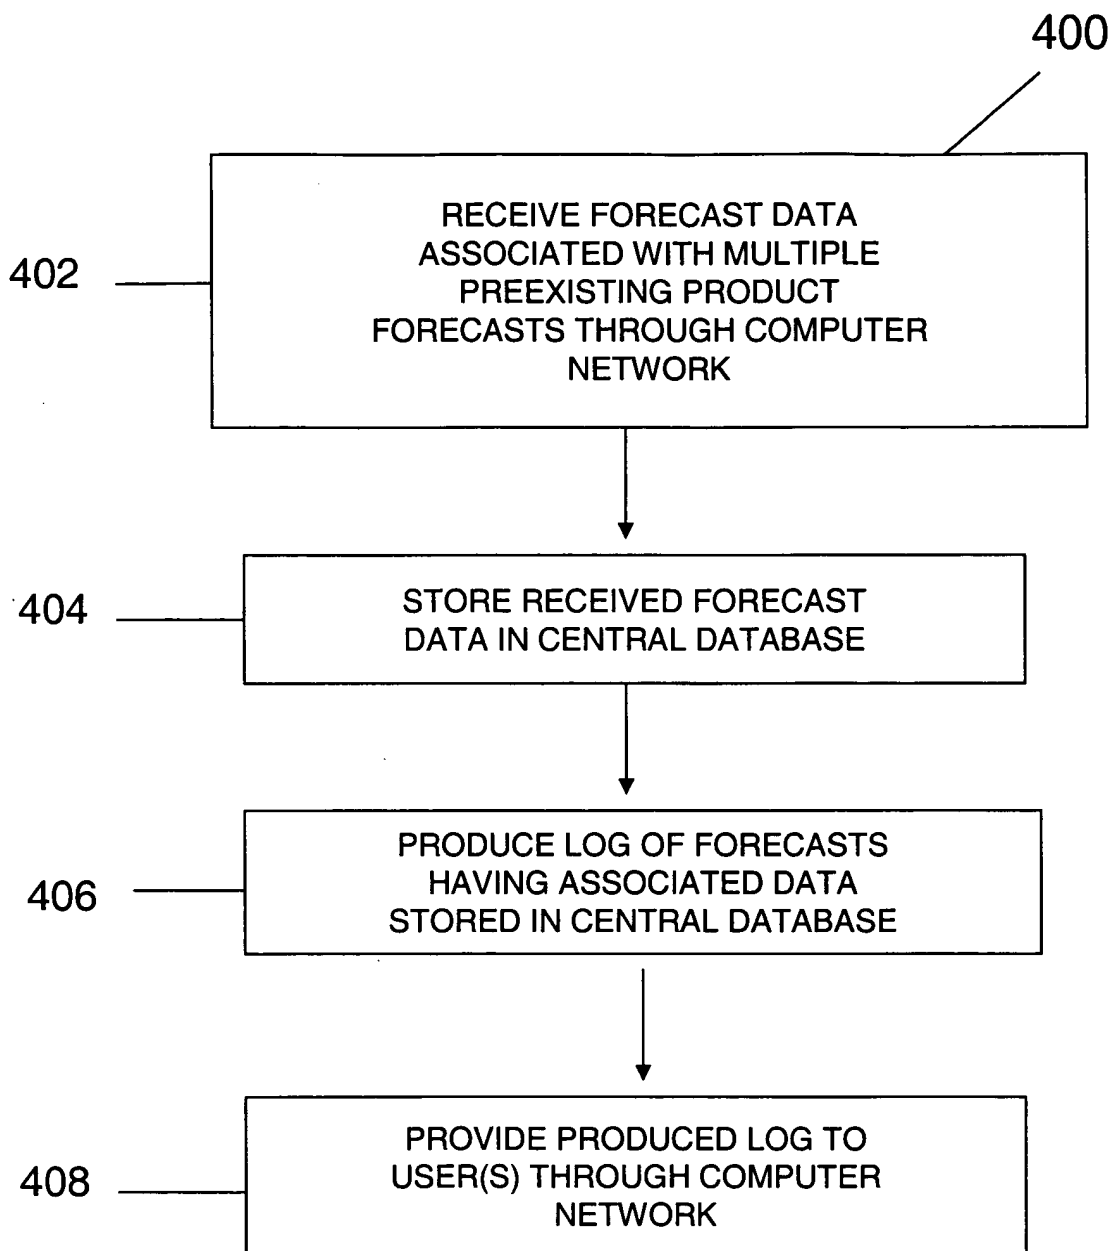 400
402
RECEIVE FORECAST DATA
ASSOCIATED WITH MULTIPLE
PREEXISTING PRODUCT
FORECASTS THROUGH COMPUTER
NETWORK
404
STORE RECEIVED FORECAST
DATA IN CENTRAL DATABASE
406
PRODUCE LOG OF FORECASTS
HAVING ASSOCIATED DATA
STORED IN CENTRAL DATABASE
408
PROVIDE PRODUCED LOG TO
USER(S) THROUGH COMPUTER
NETWORK